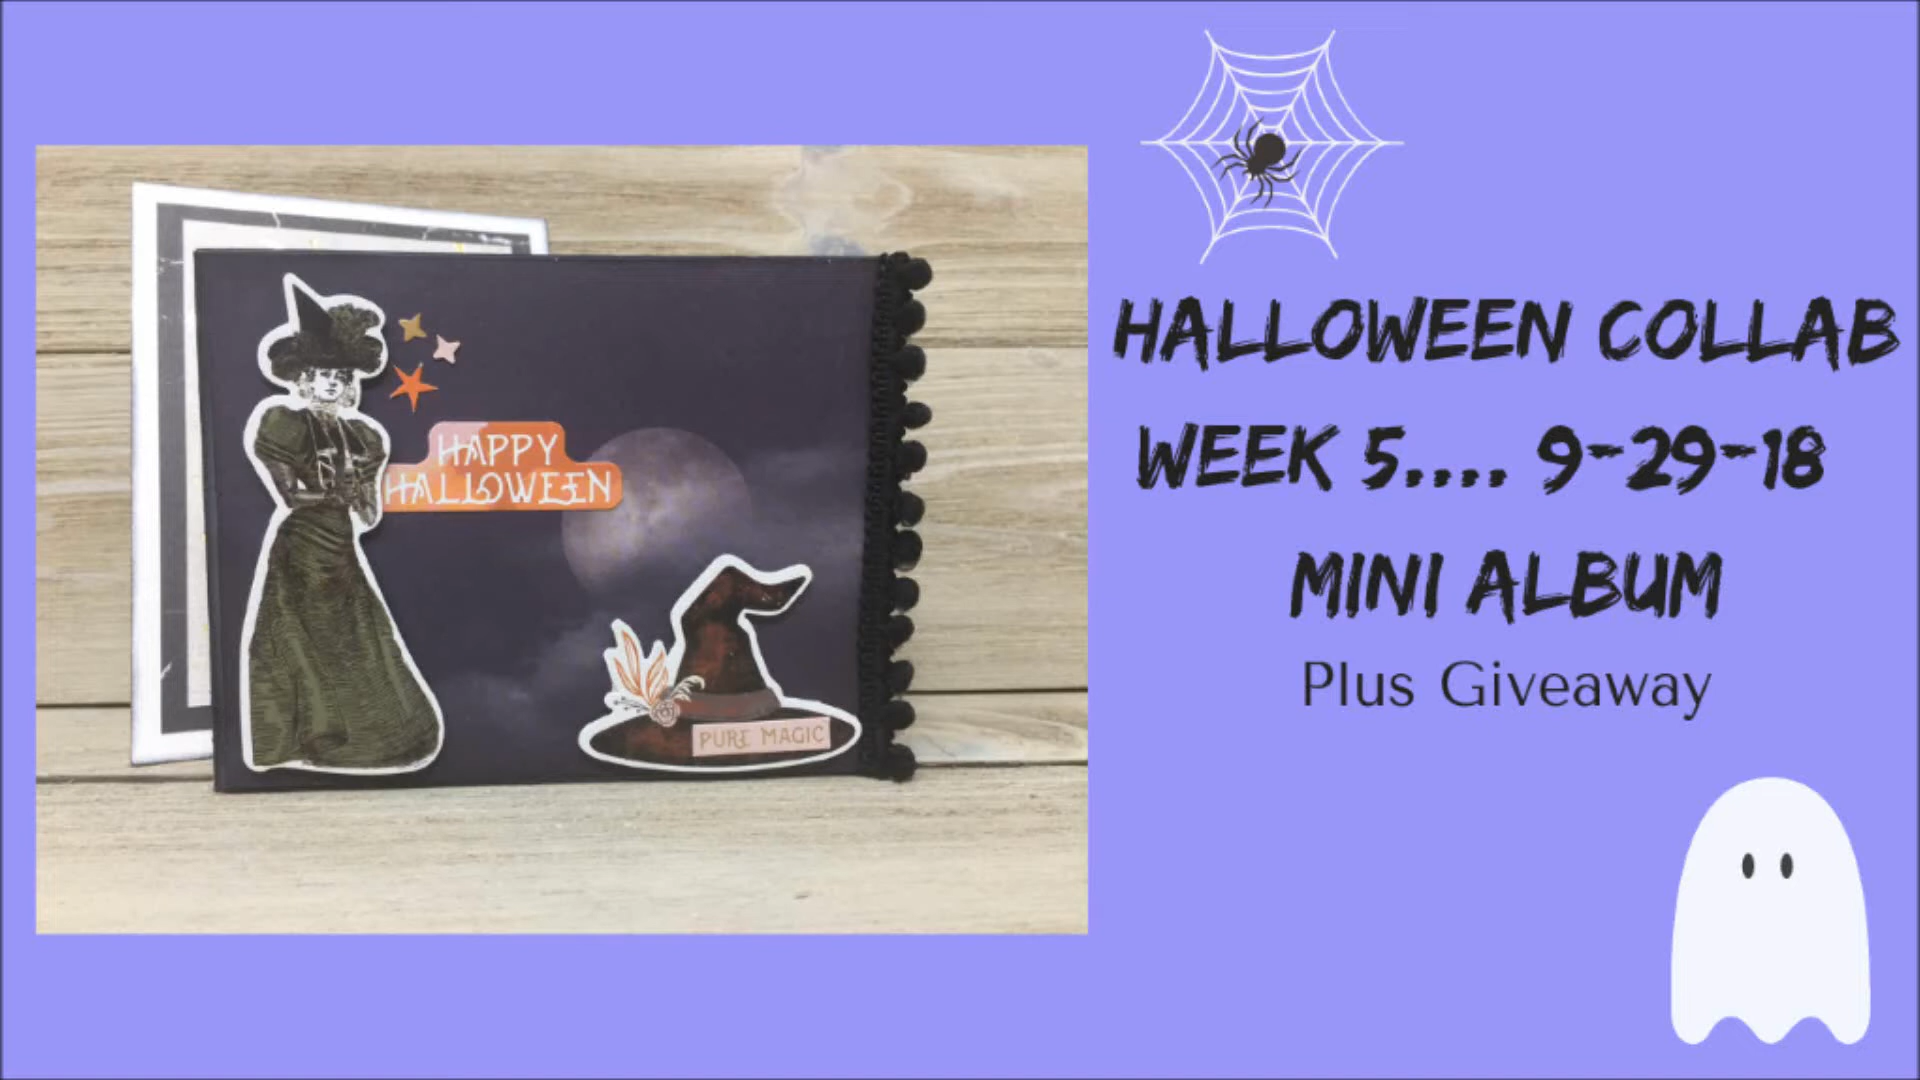 HAPPY
HALLOWEEN
PURE MAGIC
HALLOWEEN COLLAB
WEEK 5.... 9-29-18
MINI ALBUM
Plus Giveaway